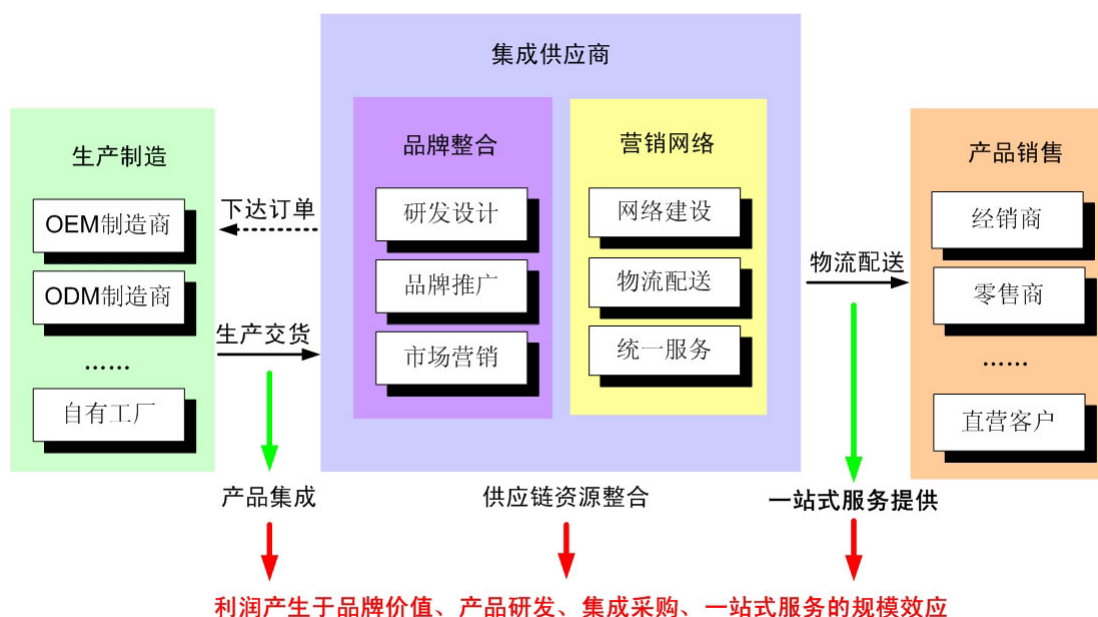 集成供应商
生产制造
OEM制造商
ODM制造商
……
自有工厂
下达订单
生产交货
品牌整合
研发设计
品牌推广
市场营销
营销网络
网络建设
物流配送
统一服务
物流配送
产品销售
经销商
零售商
……
直营客户
产品集成
供应链资源整合
一站式服务提供
利润产生于品牌价值、产品研发、集成采购、一站式服务的规模效应